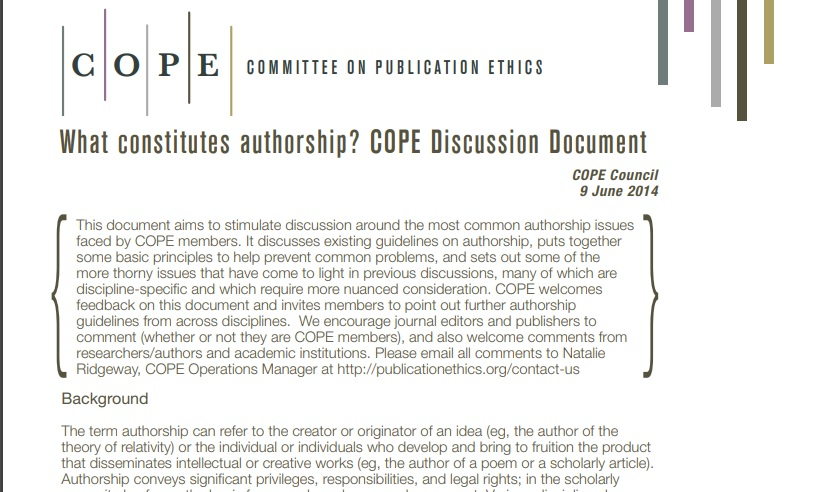 COPE COMMITTEE ON PUBLICATION ETHICS
What constitutes authorship? COPE Discussion Document
COPE Council
9 June 2014
This document aims to stimulate discussion around the most common authorship issues
faced by COPE members. It discusses existing guidelines on authorship, puts together
some basic principles to help prevent common problems, and sets out some of the
more thorny issues that have come to light in previous discussions, many of which are
discipline-specific and which require more nuanced consideration. COPE welcomes
feedback on this document and invites members to point out further authorship
guidelines from across disciplines.  We encourage journal editors and publishers to
comment (whether or not they are COPE members), and also welcome comments from
researchers/authors and academic institutions. Please email all comments to Natalie
Ridgeway, COPE Operations Manager at http://publicationethics.org/contact-us
Background
The term authorship can refer to the creator or originator of an idea (eg, the author of the
theory of relativity) or the individual or individuals who develop and bring to fruition the product
that disseminates intellectual or creative works (eg, the author of a poem or a scholarly article).
Authorship conveys significant privileges, responsibilities, and legal rights; in the scholarly